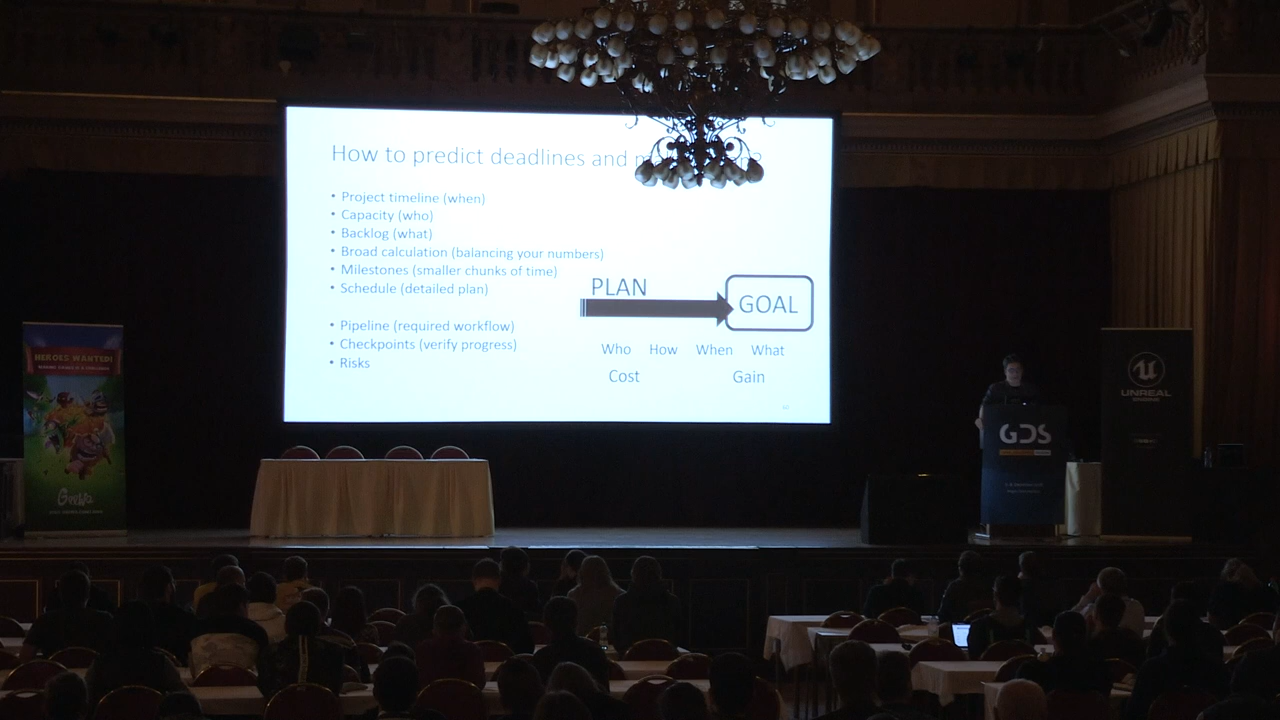 How to predict deadlines and
• Project timeline (when)
• Capacity (who)
• Backlog (what)
• Broad calculation (balancing your numbers)
• Milestones (smaller chunks of time)
• Schedule (detailed plan)
• Pipeline (required workflow)
• Checkpoints (verify progress)
• Risks
PLAN
GOAL
Who How When What
Cost Gain
HEROES WANTED!
UNREAL
ENGINE
GDS